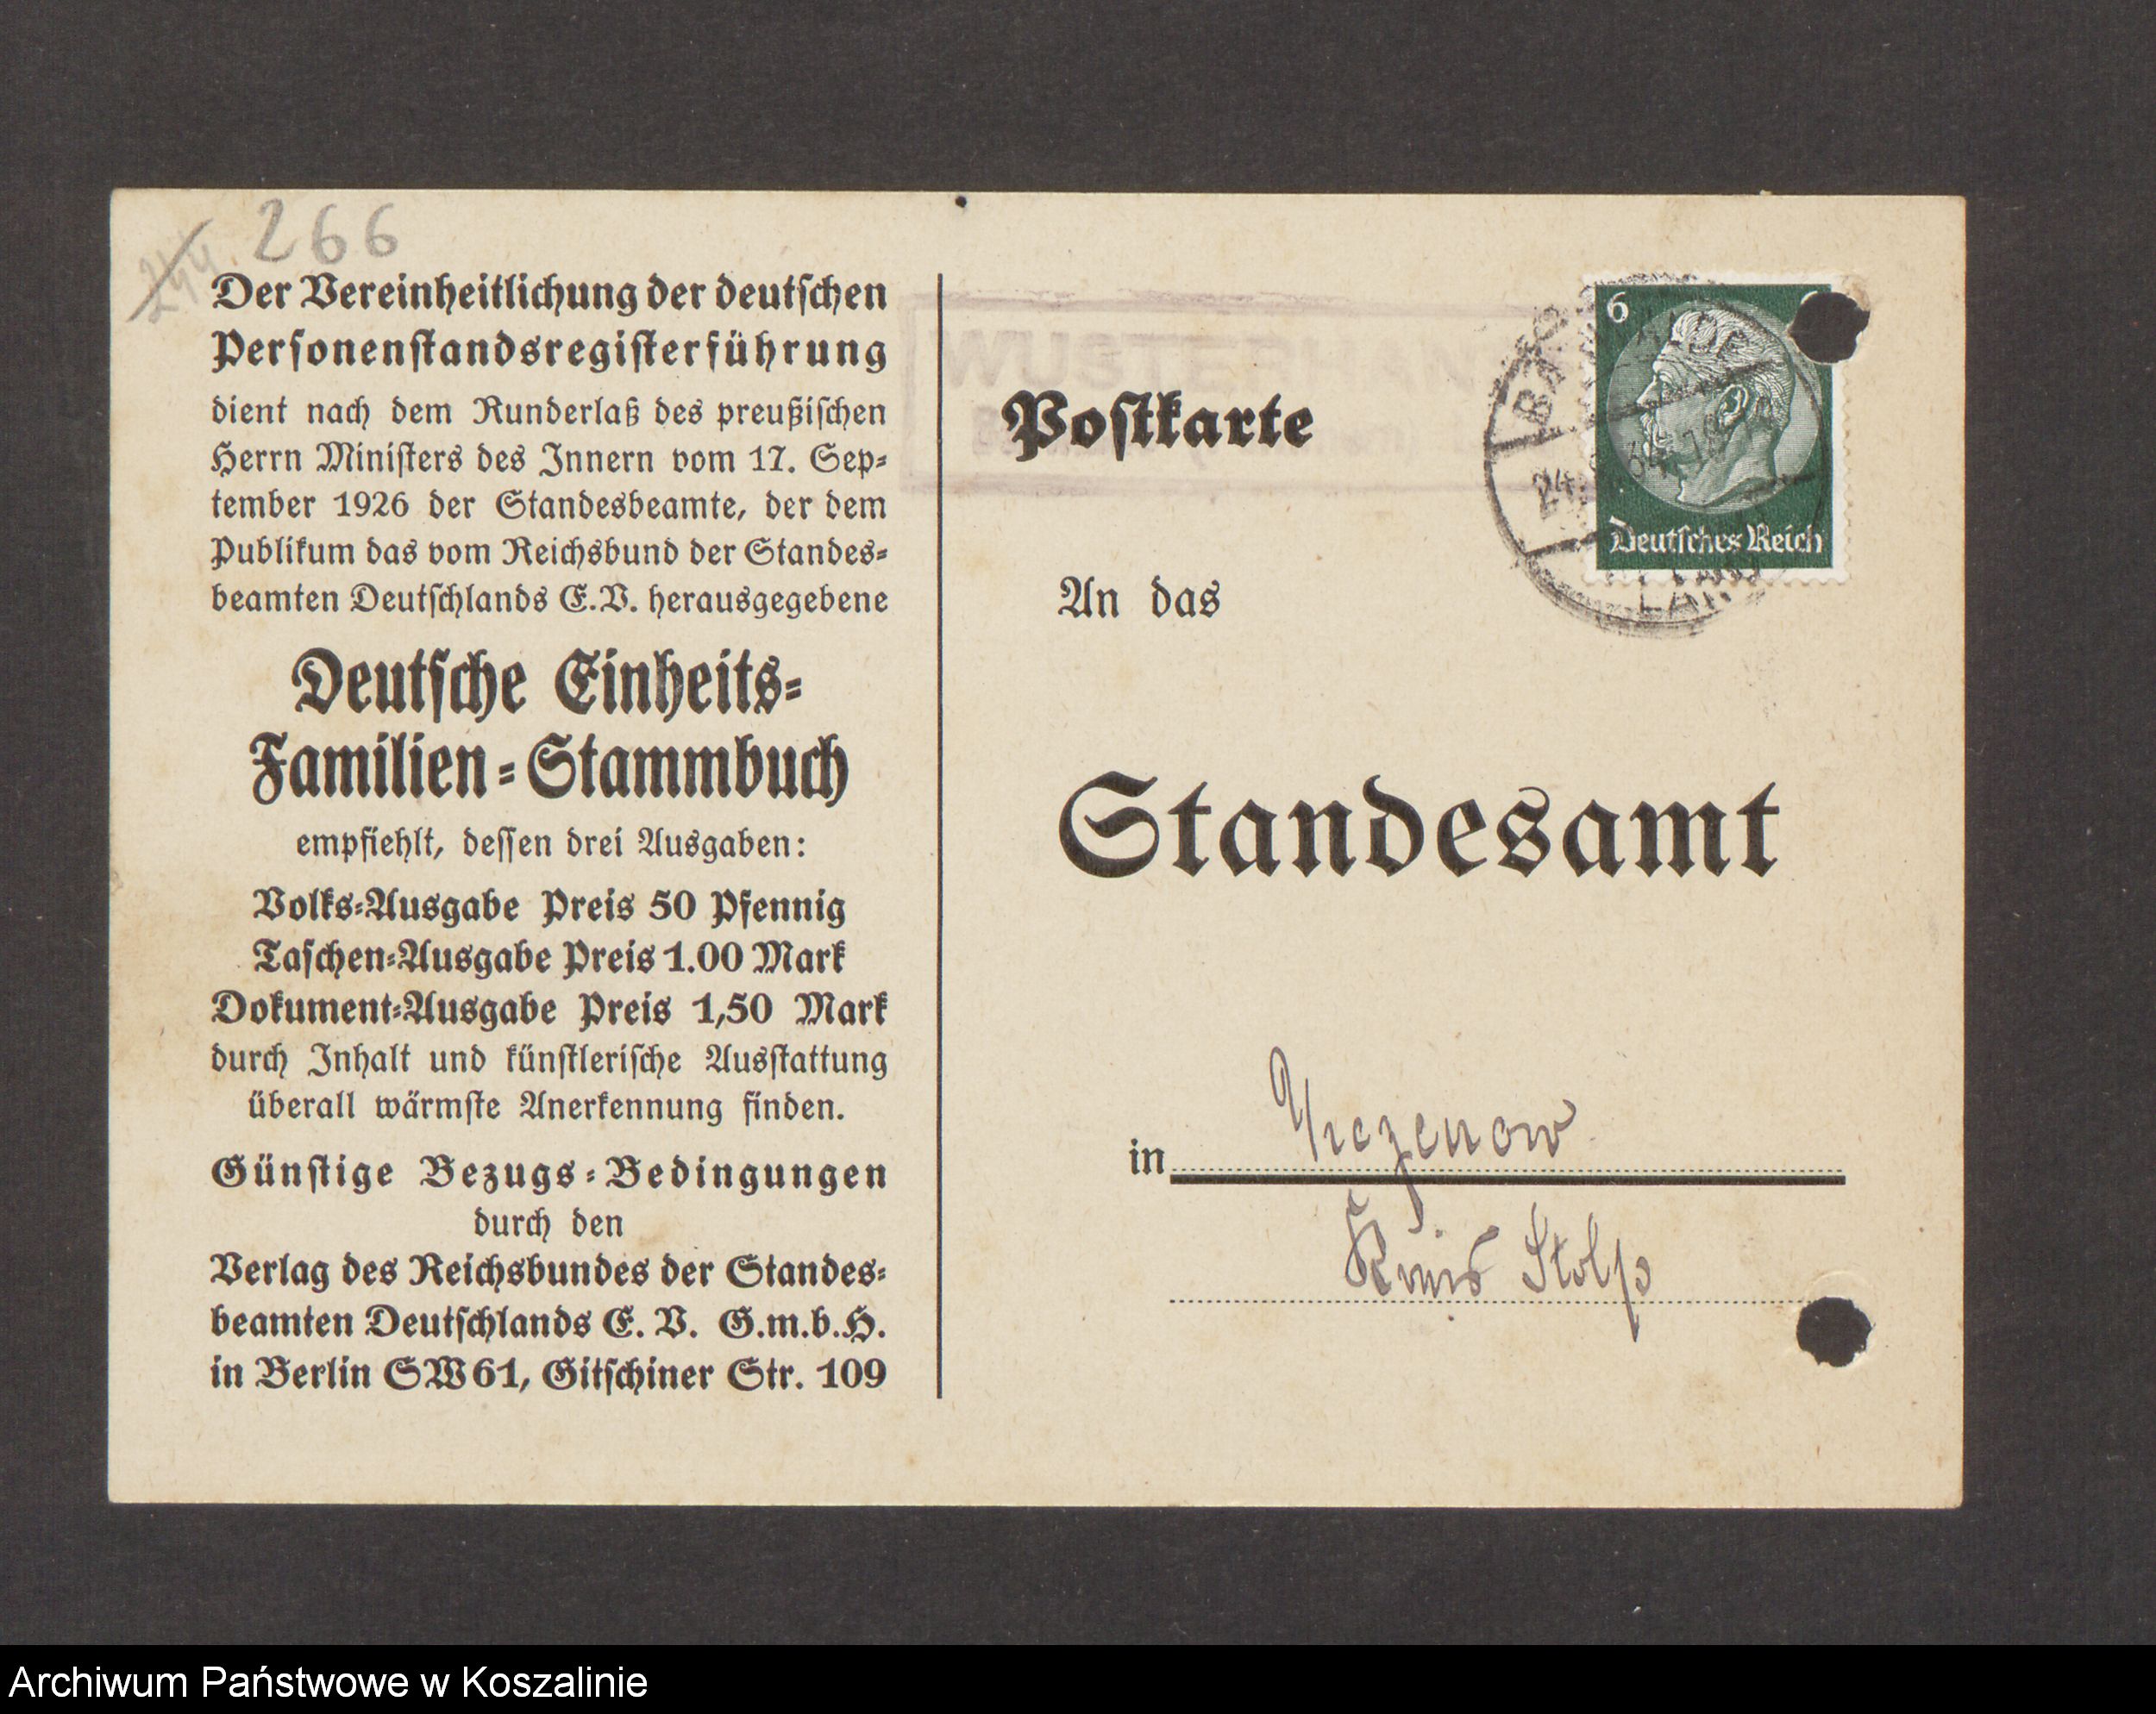 266
244
Der Vereinheitlichung der deutschen
Personenstandsregisterführung
dient nach dem Runderlaß des preußischen
Herrn Ministers des Innern vom 17. Sep-
tember 1926 der Standesbeamte, der dem
Publikum das vom Reichsbund der Standes-
beamten Deutschlands E.V. herausgegebene
Deutsche Einheits-
Familien-Stammbuch
empfiehlt, dessen drei Ausgaben:
Volks-Ausgabe Preis 50 Pfennig
Taschen-Ausgabe Preis 1.00 Mark
Dokument-Ausgabe Preis 1,50 Mark
durch Inhalt und künstlerische Ausstattung
überall wärmste Anerkennung finden.
Günstige Bezugs-Bedingungen
durch den
Verlag des Reichsbundes der Standes-
beamten Deutschlands E. V. G.m.b.H.
in Berlin SW61, Gitschiner Str. 109
Postkarte
6
Deutsches Reich
An das
Standesamt
in Wezenow
Kreis Stolp
Archiwum Państwowe w Koszalinie